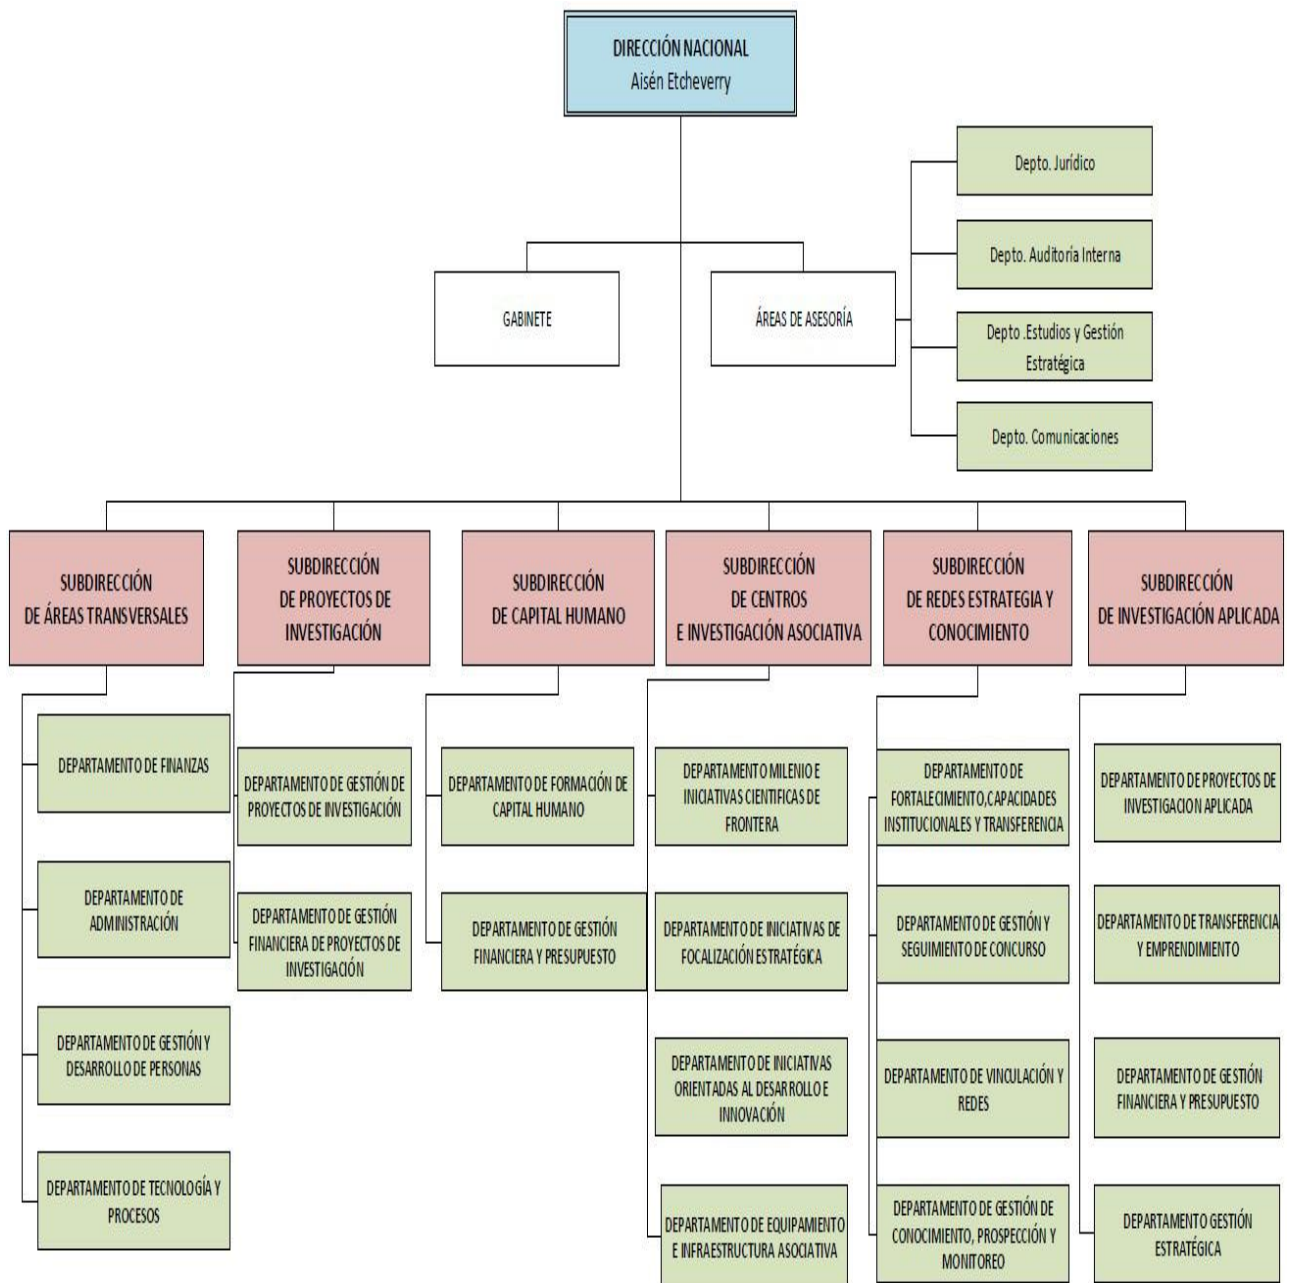 DIRECCIÓN NACIONAL
Aisén Etcheverry
Depto. Jurídico
Depto. Auditoría Interna
GABINETE
ÁREAS DE ASESORÍA
Depto .Estudios y Gestión
Estratégica
Depto. Comunicaciones
SUBDIRECCIÓN
DE ÁREAS TRANSVERSALES
SUBDIRECCIÓN
DE PROYECTOS DE
INVESTIGACIÓN
SUBDIRECCIÓN
DE CAPITAL HUMANO
SUBDIRECCIÓN
DE CENTROS
E INVESTIGACIÓN ASOCIATIVA
SUBDIRECCIÓN
DE REDES ESTRATEGIA Y
CONOCIMIENTO
SUBDIRECCIÓN
DE INVESTIGACIÓN APLICADA
DEPARTAMENTO DE FINANZAS
DEPARTAMENTO DE
ADMINISTRACIÓN
DEPARTAMENTO DE GESTIÓN Y
DESARROLLO DE PERSONAS
DEPARTAMENTO DE TECNOLOGÍA Y
PROCESOS
DEPARTAMENTO DE GESTIÓN DE
PROYECTOS DE INVESTIGACIÓN
DEPARTAMENTO DE GESTIÓN
FINANCIERA DE PROYECTOS DE
INVESTIGACIÓN
DEPARTAMENTO DE FORMACIÓN DE
CAPITAL HUMANO
DEPARTAMENTO DE GESTIÓN
FINANCIERA Y PRESUPUESTO
DEPARTAMENTO MILENIO E
INICIATIVAS CIENTIFICAS DE
FRONTERA
DEPARTAMENTO DE INICIATIVAS DE
FOCALIZACIÓN ESTRATÉGICA
DEPARTAMENTO DE INICIATIVAS
ORIENTADAS AL DESARROLLO E
INNOVACIÓN
DEPARTAMENTO DE EQUIPAMIENTO
E INFRAESTRUCTURA ASOCIATIVA
DEPARTAMENTO DE
FORTALECIMIENTO,CAPACIDADES
INSTITUCIONALES Y TRANSFERENCIA
DEPARTAMENTO DE GESTIÓN Y
SEGUIMIENTO DE CONCURSO
DEPARTAMENTO DE VINCULACIÓN Y
REDES
DEPARTAMENTO DE GESTIÓN DE
CONOCIMIENTO, PROSPECCIÓN Y
MONITOREO
DEPARTAMENTO DE PROYECTOS DE
INVESTIGACION APLICADA
DEPARTAMENTO DE TRANSFERENCIA
Y EMPRENDIMIENTO
DEPARTAMENTO DE GESTIÓN
FINANCIERA Y PRESUPUESTO
DEPARTAMENTO GESTIÓN
ESTRATÉGICA